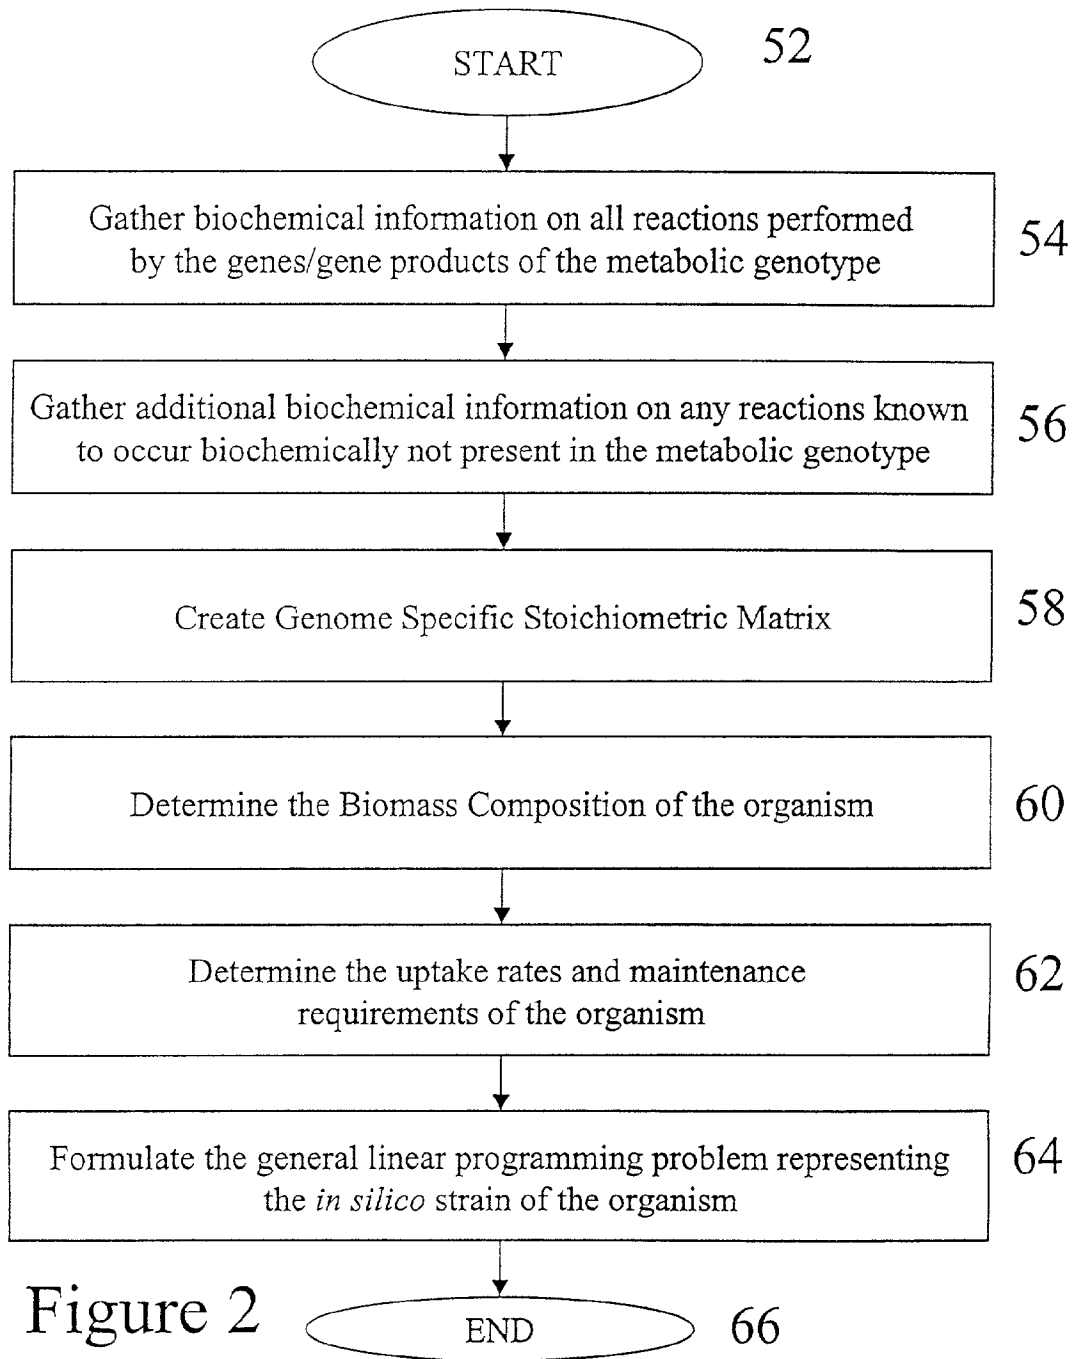 START
52
Gather biochemical information on all reactions performed
by the genes/gene products of the metabolic genotype
54
Gather additional biochemical information on any reactions known
to occur biochemically not present in the metabolic genotype
56
Create Genome Specific Stoichiometric Matrix
58
Determine the Biomass Composition of the organism
60
Determine the uptake rates and maintenance
requirements of the organism
62
Formulate the general linear programming problem representing
the in silico strain of the organism
64
Figure 2
END
66